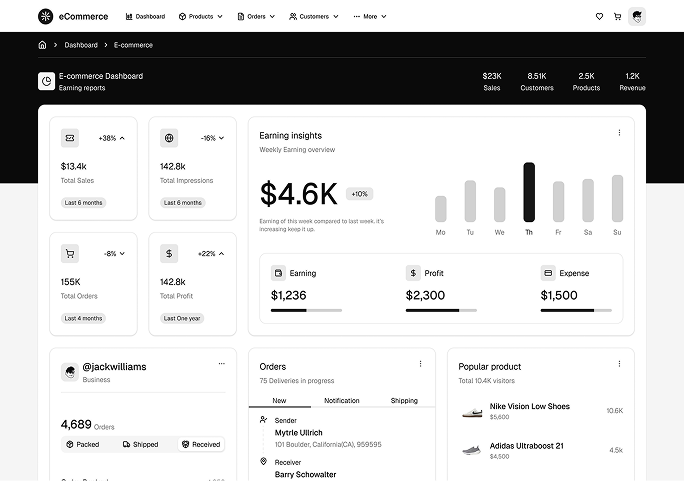 eCommerce
Dashboard
Products
Orders
Customers
More
Dashboard
E-commerce
E-commerce Dashboard
Earning reports
$23K
Sales
8.51K
Customers
2.5K
Products
1.2K
Revenue
+38%
$13.4k
Total Sales
Last 6 months
-16%
142.8k
Total Impressions
Last 6 months
-8%
155K
Total Orders
Last 4 months
+22%
142.8k
Total Profit
Last One year
Earning insights
Weekly Earning overview
$4.6K
+10%
Earning of this week compared to last week. it's
increasing keep it up.
Mo Tu We Th Fr Sa Su
Earning
$1,236
Profit
$2,300
Expense
$1,500
@jackwilliams
Business
4,689 Orders
Packed
Shipped
Received
Orders
75 Deliveries in progress
New
Notification
Shipping
Sender
Myrtle Ullrich
101 Boulder, California(CA), 959595
Receiver
Barry Schowalter
Popular product
Total 10.4K visitors
Nike Vision Low Shoes
$5,600
10.6K
Adidas Ultraboost 21
$4,500
4.5k